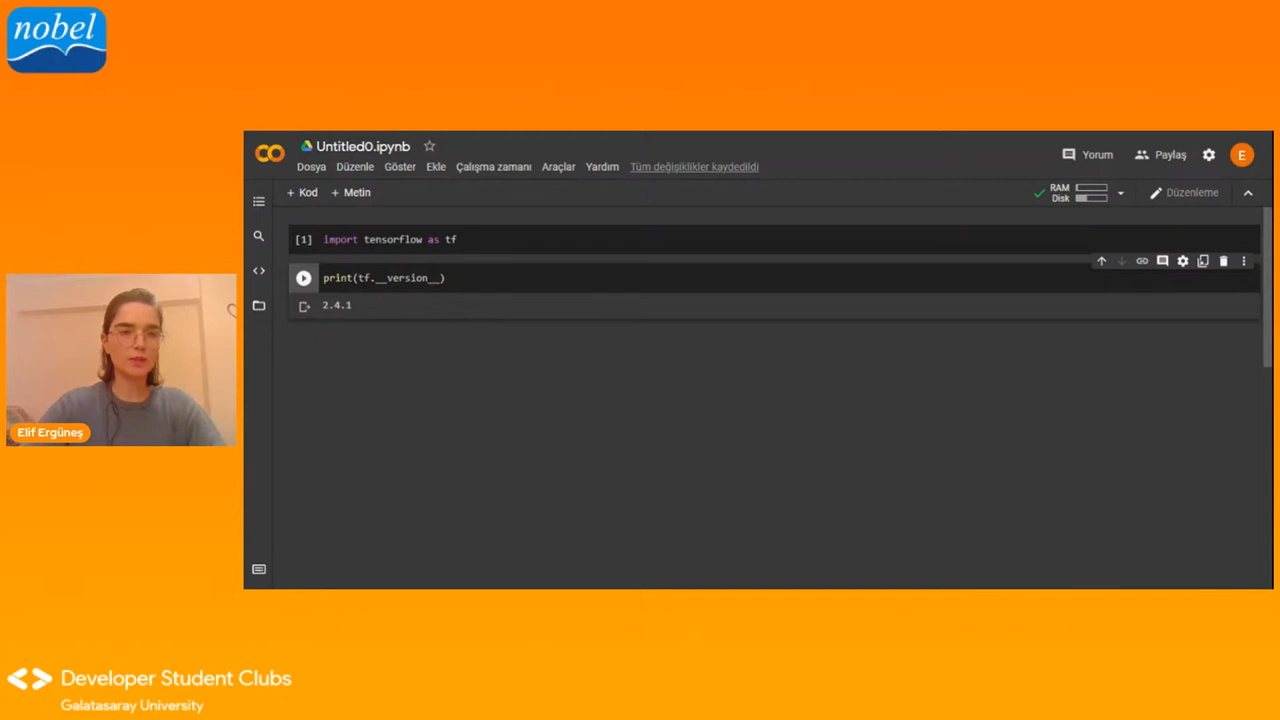 nobel
Untitled0.ipynb
Dosya Düzenle Göster Ekle Çalışma zamanı Araçlar Yardım Tüm değişiklikler kaydedildi
Yorum Paylaş E
+ Kod + Metin
RAM
Disk
Düzenleme
[1] import tensorflow as tf
print(tf.__version__)
2.4.1
Elif Ergüneş
Developer Student Clubs
Galatasaray University